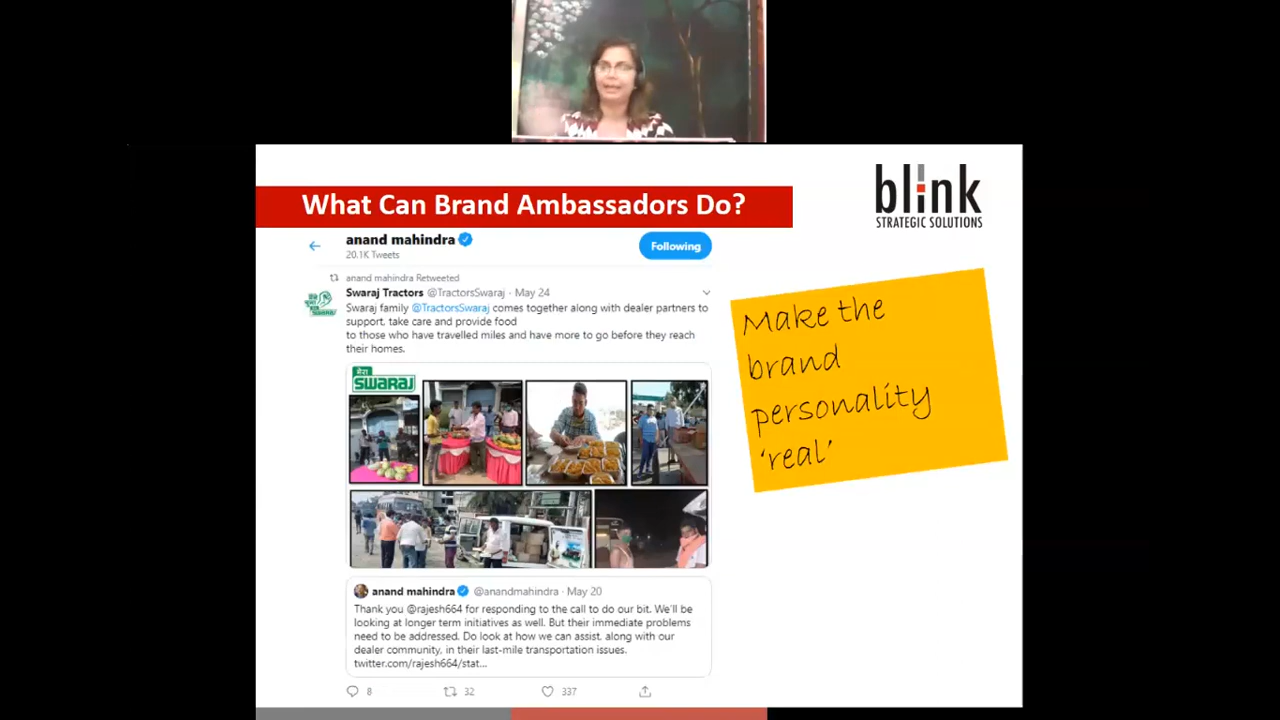 What Can Brand Ambassadors Do?
blink
STRATEGIC SOLUTIONS
anand mahindra
20.1K Tweets
Following
anand mahindra Retweeted
Swaraj Tractors @TractorsSwaraj · May 24
Swaraj family @TractorsSwaraj comes together along with dealer partners to
support, take care and provide food
to those who have travelled miles and have more to go before they reach
their homes.
मेरा
SWARAJ
anand mahindra @anandmahindra · May 20
Thank you @rajesh664 for responding to the call to do our bit. We'll be
looking at longer term initiatives as well. But their immediate problems
need to be addressed. Do look at how we can assist, along with our
dealer community, in their last-mile transportation issues.
twitter.com/rajesh664/stat...
8
32
337
Make the
brand
personality
'real'